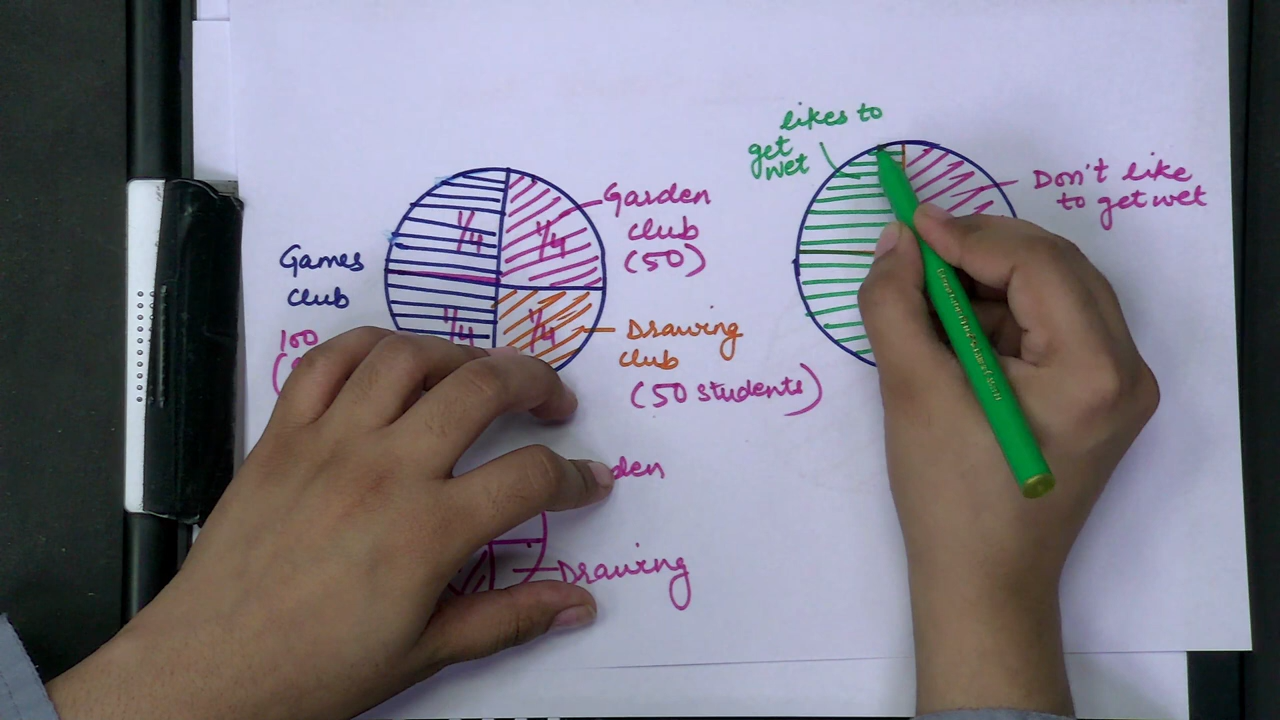 Games
club
100
1/4
1/4
1/4
1/4
Garden
club
(50)
Drawing
club
(50 students)
den
Drawing
likes to
get
wet
Don't like
to get wet